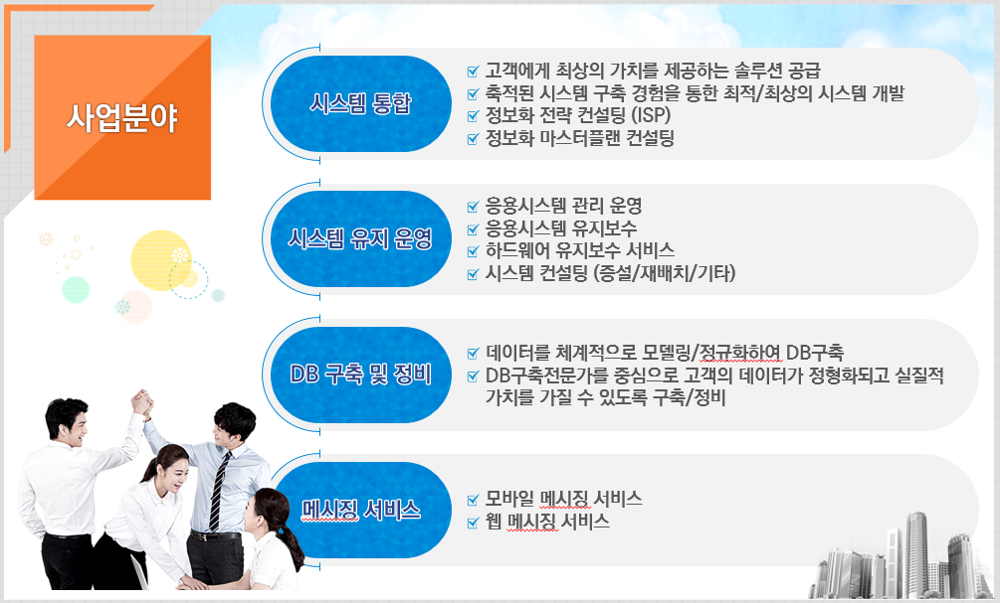 사업분야
시스템 통합
고객에게 최상의 가치를 제공하는 솔루션 공급
축적된 시스템 구축 경험을 통한 최적/최상의 시스템 개발
정보화 전략 컨설팅 (ISP)
정보화 마스터플랜 컨설팅
시스템 유지 운영
응용시스템 관리 운영
응용시스템 유지보수
하드웨어 유지보수 서비스
시스템 컨설팅 (증설/재배치/기타)
DB 구축 및 정비
데이터를 체계적으로 모델링/정규화하여 DB구축
DB구축전문가를 중심으로 고객의 데이터가 정형화되고 실질적
가치를 가질 수 있도록 구축/정비
메시징 서비스
모바일 메시징 서비스
웹 메시징 서비스